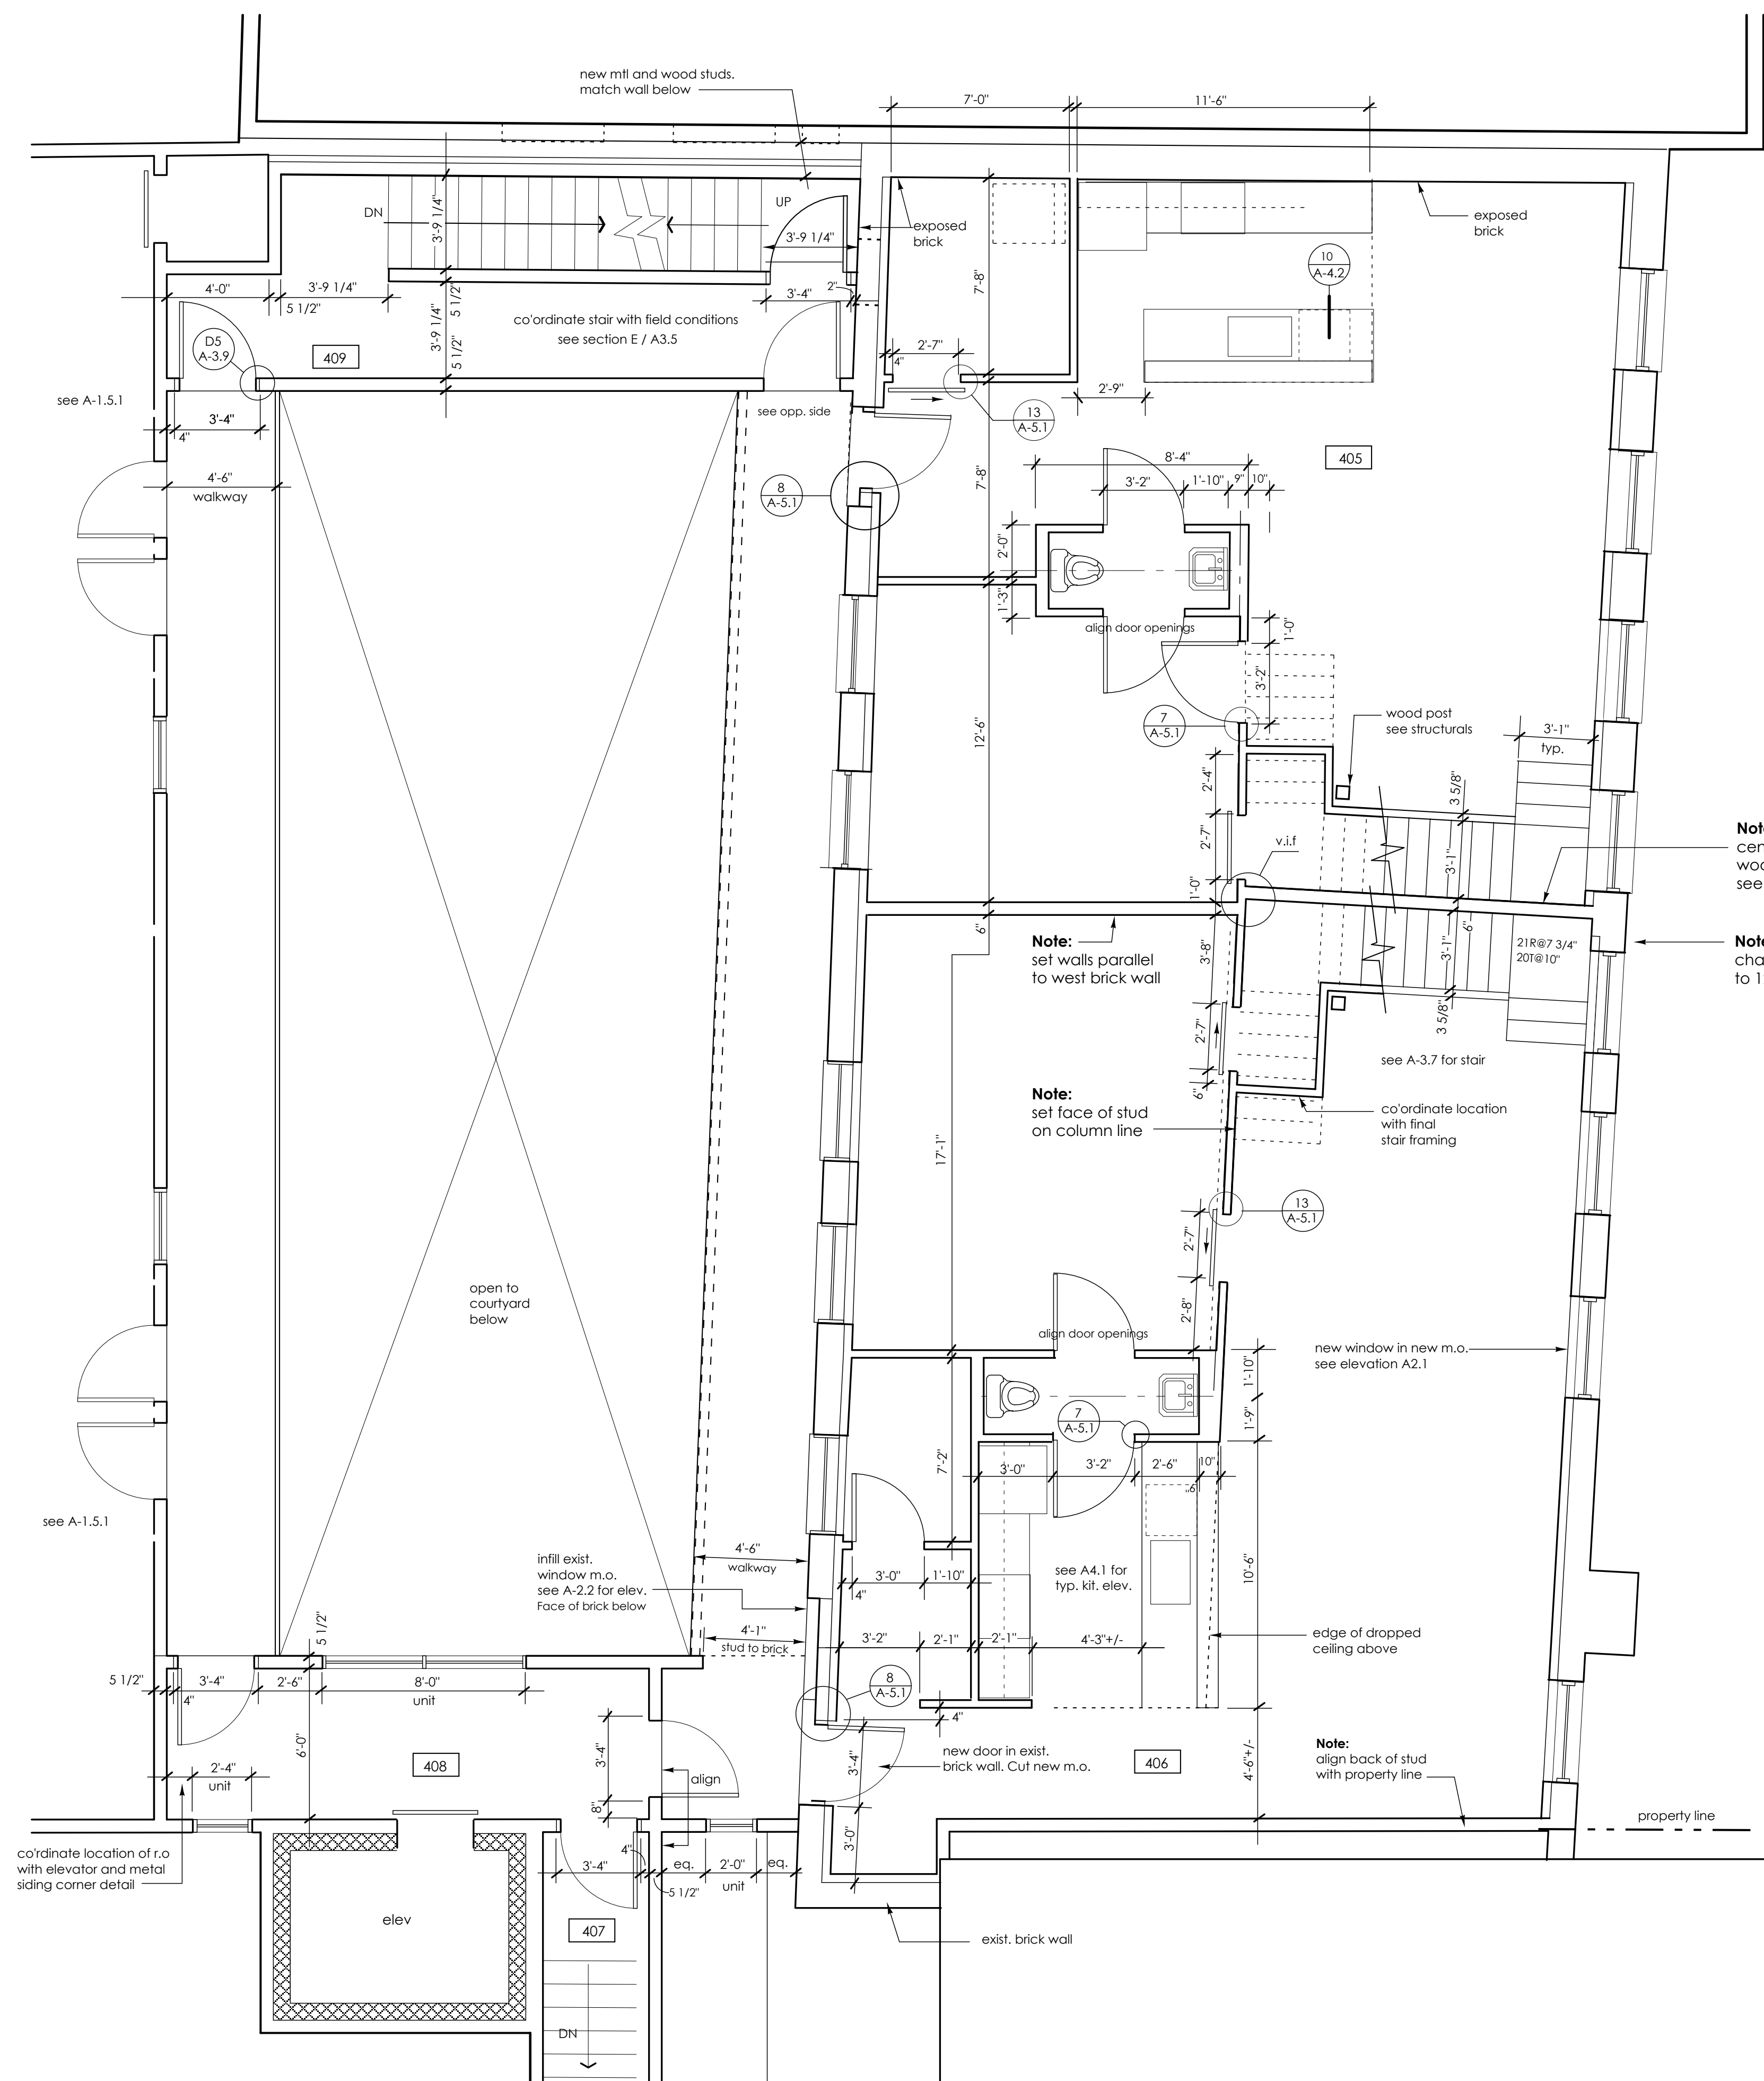 new mtl and wood studs.
match wall below
7'-0"
11'-6"
DN
UP
3'-9 1/4"
3'-9 1/4"
exposed
brick
exposed
brick
10
A-4.2
4'-0"
3'-9 1/4"
5 1/2"
5 1/2"
3'-9 1/4"
5 1/2"
3'-4"
2"
7'-8"
co'ordinate stair with field conditions
see section E / A3.5
D5
A-3.9
409
2'-7"
4"
2'-9"
see A-1.5.1
3'-4"
4"
see opp. side
13
A-5.1
405
4'-6"
walkway
8
A-5.1
7'-8"
8'-4"
3'-2"
1'-10"
9"
10"
2'-0"
1'-3"
align door openings
1'-0"
3'-2"
7
A-5.1
wood post
see structurals
3'-1"
typ.
12'-6"
2'-4"
3 5/8"
2'-7"
v.i.f
3'-1"
1'-0"
6"
6"
3'-8"
3'-1"
21R@7 3/4"
20T@10"
Note:
set walls parallel
to west brick wall
3 5/8"
2'-7"
see A-3.7 for stair
6"
Note:
set face of stud
on column line
co'ordinate location
with final
stair framing
17'-1"
13
A-5.1
2'-7"
2'-8"
open to
courtyard
below
align door openings
new window in new m.o.
see elevation A2.1
1'-10"
1'-9"
7
A-5.1
7'-2"
3'-0"
3'-2"
2'-6"
10"
6"
see A-1.5.1
infill exist.
window m.o.
see A-2.2 for elev.
Face of brick below
4'-6"
walkway
3'-0"
1'-10"
4"
see A4.1 for
typ. kit. elev.
10'-6"
4'-1"
stud to brick
3'-2"
2'-1"
2'-1"
4'-3"+/-
edge of dropped
ceiling above
5 1/2"
5 1/2"
3'-4"
4"
2'-6"
8'-0"
unit
8
A-5.1
4"
6'-0"
3'-4"
8"
align
408
2'-4"
unit
new door in exist.
brick wall. Cut new m.o.
3'-4"
406
4'-6"+/-
Note:
align back of stud
with property line
property line
3'-0"
co'rdinate location of r.o
with elevator and metal
siding corner detail
3'-4"
4"
5 1/2"
eq.
2'-0"
unit
eq.
elev
407
exist. brick wall
DN
cen
woo
see
cha
to 1